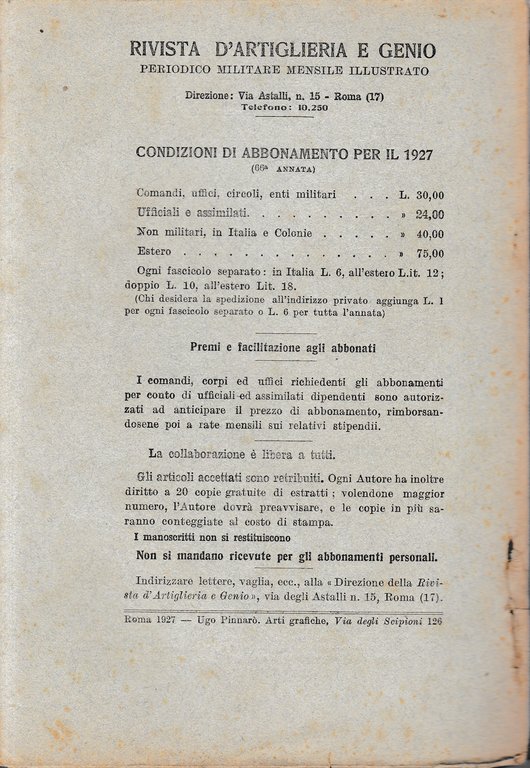 RIVISTA D'ARTIGLIERIA E GENIO
PERIODICO MILITARE MENSILE ILLUSTRATO
Direzione: Via Astalli, n. 15 - Roma (17)
Telefono: 10,250
CONDIZIONI DI ABBONAMENTO PER IL 1927
(66ª ANNATA)
Comandi, uffici, circoli, enti militari . . . L. 30,00
Ufficiali e assimilati. . . . . . . . . . . » 24,00
Non militari, in Italia e Colonie . . . . . » 40,00
Estero . . . . . . . . . . . . . . » 75,00
Ogni fascicolo separato: in Italia L. 6, all'estero Lit. 12;
doppio L. 10, all'estero Lit. 18.
(Chi desidera la spedizione all'indirizzo privato aggiunga L. 1
per ogni fascicolo separato o L. 6 per tutta l'annata)
Premi e facilitazione agli abbonati
I comandi, corpi ed uffici richiedenti gli abbonamenti
per conto di ufficiali ed assimilati dipendenti sono autoriz-
zati ad anticipare il prezzo di abbonamento, rimborsan-
dosene poi a rate mensili sui relativi stipendii.
La collaborazione è libera a tutti.
Gli articoli accettati sono retribuiti. Ogni Autore ha inoltre
diritto a 20 copie gratuite di estratti; volendone maggior
numero, l'Autore dovrà preavvisare, e le copie in più sa-
ranno conteggiate al costo di stampa.
I manoscritti non si restituiscono
Non si mandano ricevute per gli abbonamenti personali.
Indirizzare lettere, vaglia, ecc., alla « Direzione della Rivi-
sta d'Artiglieria e Genio », via degli Astalli n. 15, Roma (17).
Roma 1927 — Ugo Pinnarò. Arti grafiche, Via degli Scipioni 126